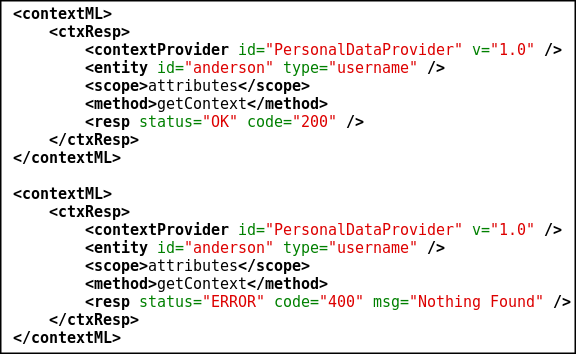 <contextML>
    <ctxResp>
        <contextProvider id="PersonalDataProvider" v="1.0" />
        <entity id="anderson" type="username" />
        <scope>attributes</scope>
        <method>getContext</method>
        <resp status="OK" code="200" />
    </ctxResp>
</contextML>

<contextML>
    <ctxResp>
        <contextProvider id="PersonalDataProvider" v="1.0" />
        <entity id="anderson" type="username" />
        <scope>attributes</scope>
        <method>getContext</method>
        <resp status="ERROR" code="400" msg="Nothing Found" />
    </ctxResp>
</contextML>